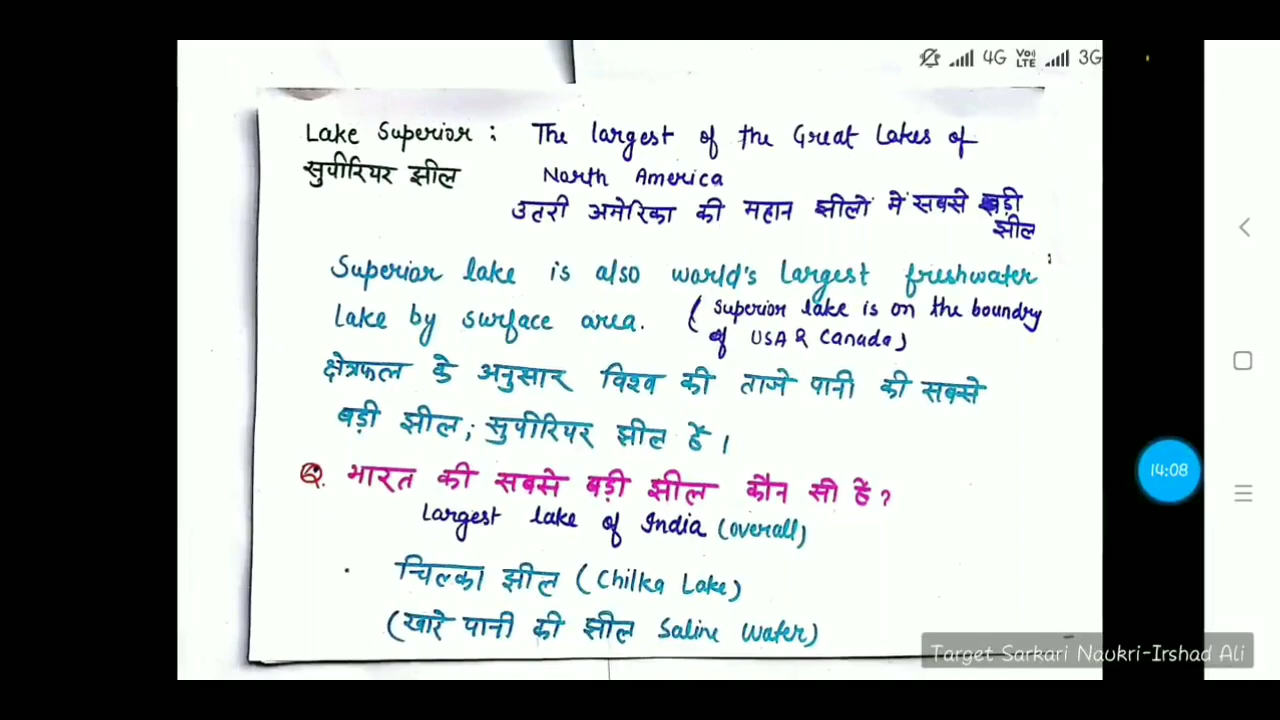 4G VoLTE 3G
Lake Superior : The largest of the Great Lakes of
सुपीरियर झील North America
उतरी अमेरिका की महान झीलों में सबसे बड़ी
झील
Superior lake is also world's largest freshwater
lake by surface area. (Superior lake is on the boundry
of USA & Canada)
क्षेत्रफल के अनुसार विश्व की ताजे पानी की सबसे
बड़ी झील, सुपीरियर झील हैं।
Q. भारत की सबसे बड़ी झील कौन सी हैं?
Largest lake of India (overall)
चिल्का झील (Chilka Lake)
(खारे पानी की झील Saline Water)
14:08
Target Sarkari Naukri-Irshad Ali